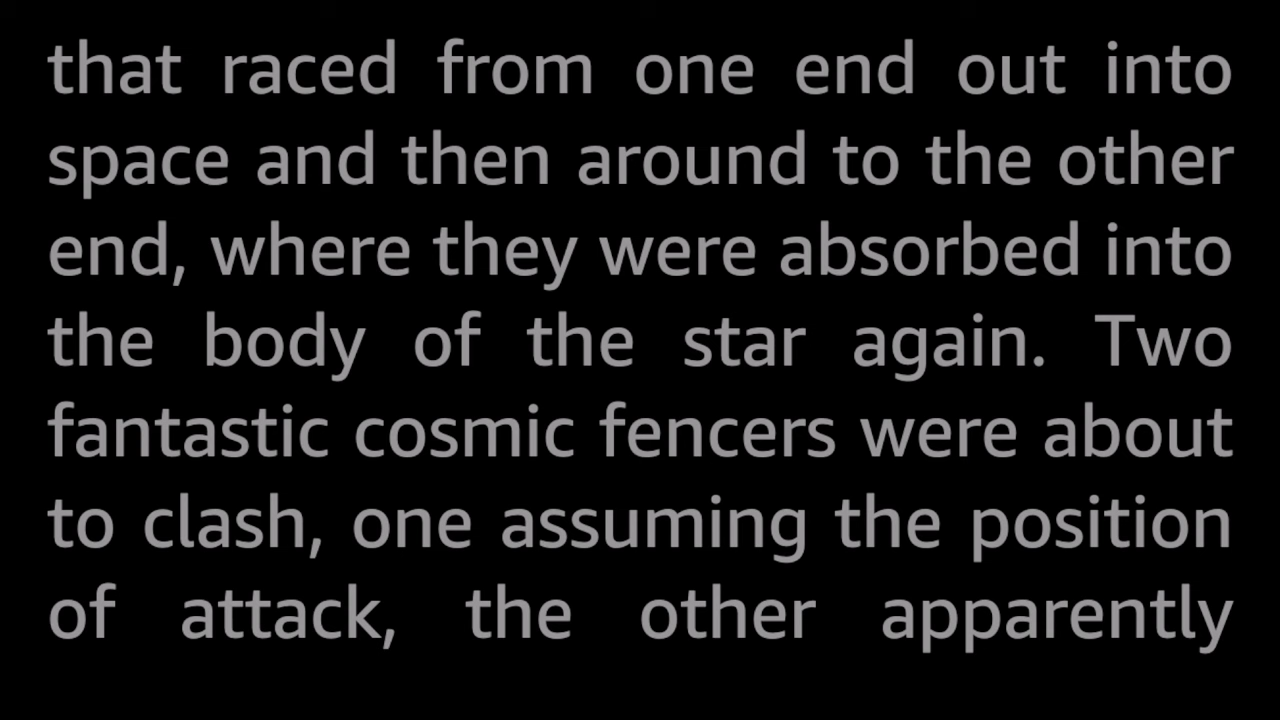 that raced from one end out into
space and then around to the other
end, where they were absorbed into
the body of the star again. Two
fantastic cosmic fencers were about
to clash, one assuming the position
of attack, the other apparently